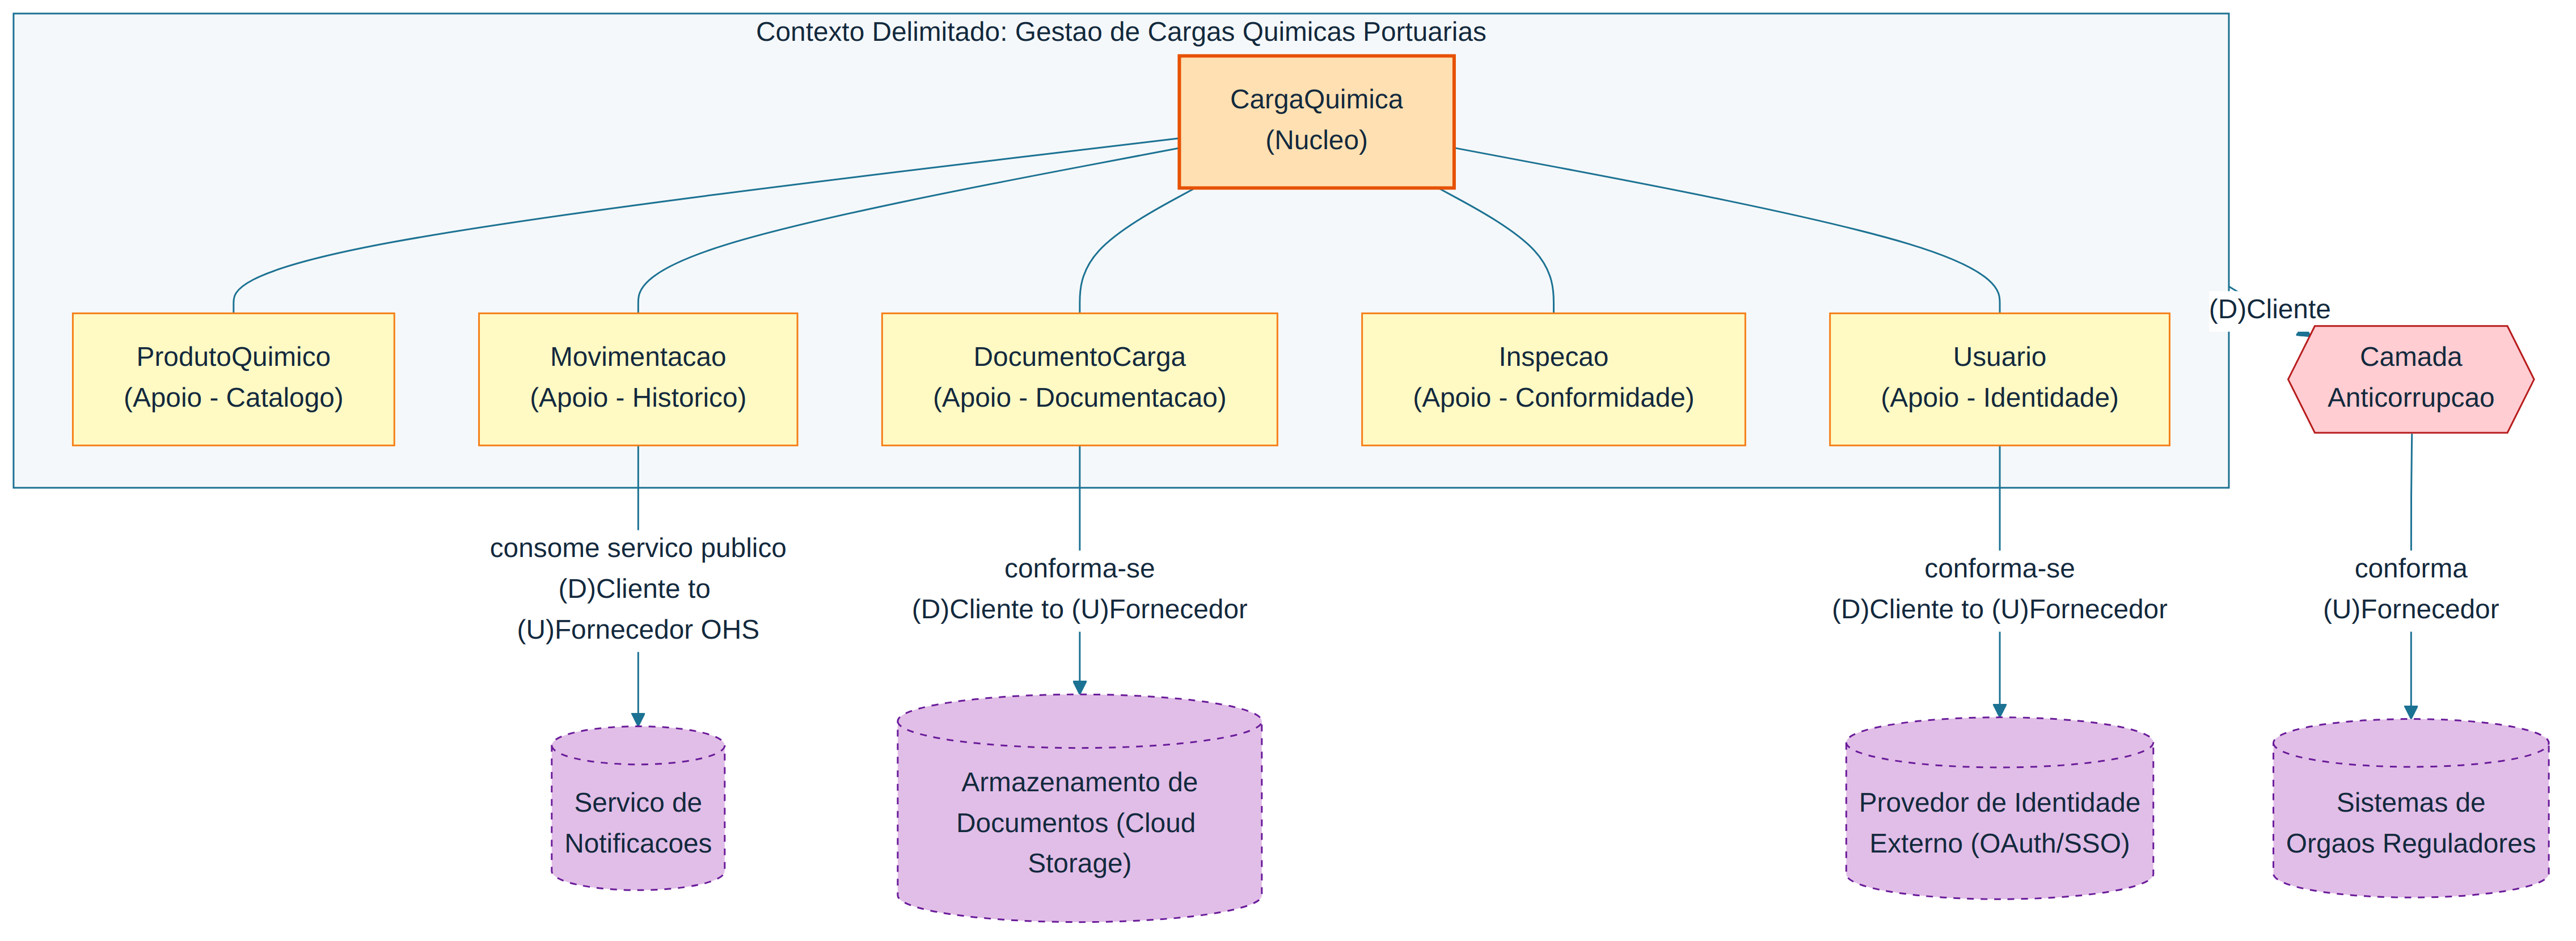 Contexto Delimitado: Gestao de Cargas Quimicas Portuarias
CargaQuimica
(Nucleo)
ProdutoQuimico
(Apoio - Catalogo)
Movimentacao
(Apoio - Historico)
DocumentoCarga
(Apoio - Documentacao)
Inspecao
(Apoio - Conformidade)
Usuario
(Apoio - Identidade)
(D)Cliente
Camada
Anticorrupcao
consome servico publico
(D)Cliente to
(U)Fornecedor OHS
conforma-se
(D)Cliente to (U)Fornecedor
conforma-se
(D)Cliente to (U)Fornecedor
conforma
(U)Fornecedor
Servico de
Notificacoes
Armazenamento de
Documentos (Cloud
Storage)
Provedor de Identidade
Externo (OAuth/SSO)
Sistemas de
Orgaos Reguladores